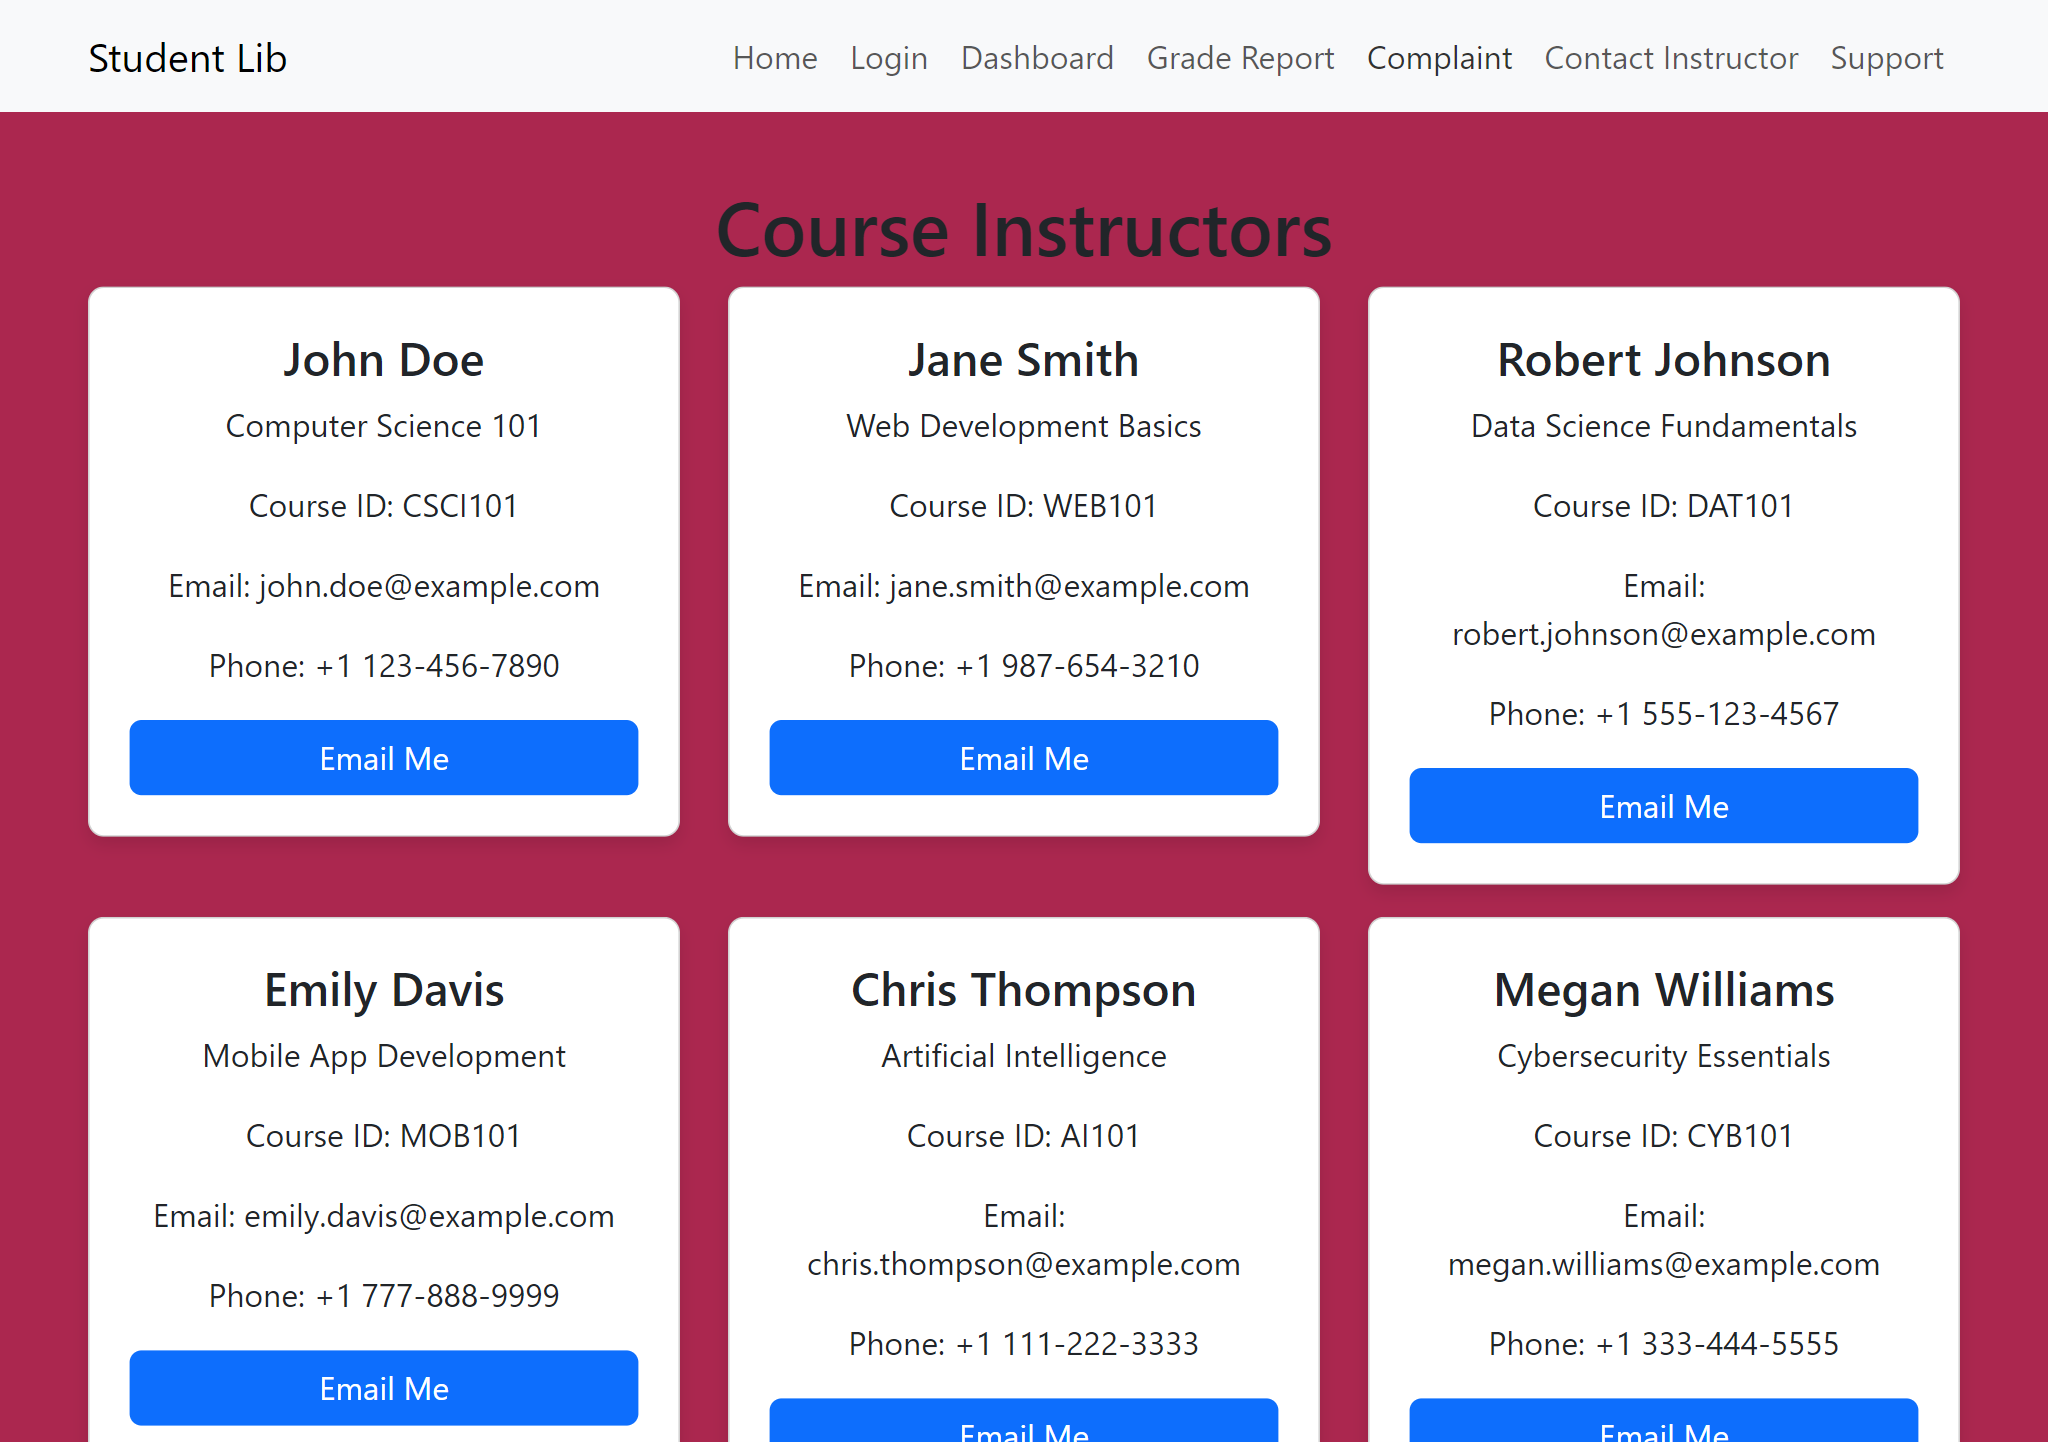 Student Lib
Home Login Dashboard Grade Report Complaint Contact Instructor Support
Course Instructors
John Doe
Computer Science 101
Course ID: CSCI101
Email: john.doe@example.com
Phone: +1 123-456-7890
Email Me
Jane Smith
Web Development Basics
Course ID: WEB101
Email: jane.smith@example.com
Phone: +1 987-654-3210
Email Me
Robert Johnson
Data Science Fundamentals
Course ID: DAT101
Email:
robert.johnson@example.com
Phone: +1 555-123-4567
Email Me
Emily Davis
Mobile App Development
Course ID: MOB101
Email: emily.davis@example.com
Phone: +1 777-888-9999
Email Me
Chris Thompson
Artificial Intelligence
Course ID: AI101
Email:
chris.thompson@example.com
Phone: +1 111-222-3333
Email Me
Megan Williams
Cybersecurity Essentials
Course ID: CYB101
Email:
megan.williams@example.com
Phone: +1 333-444-5555
Email Me